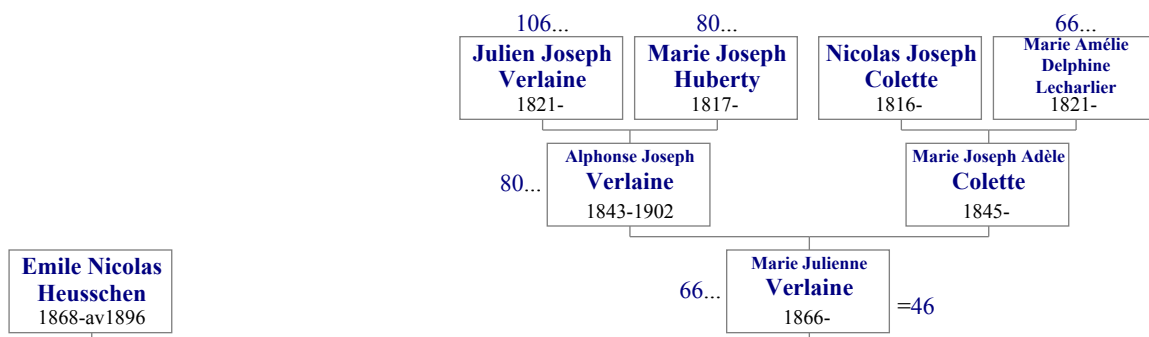 106...
80...
66...
Julien Joseph
Verlaine
1821-
Marie Joseph
Huberty
1817-
Nicolas Joseph
Colette
1816-
Marie Amélie
Delphine
Lecharlier
1821-
80...
Alphonse Joseph
Verlaine
1843-1902
Marie Joseph Adèle
Colette
1845-
Emile Nicolas
Heusschen
1868-av1896
66...
Marie Julienne
Verlaine
1866-
=46